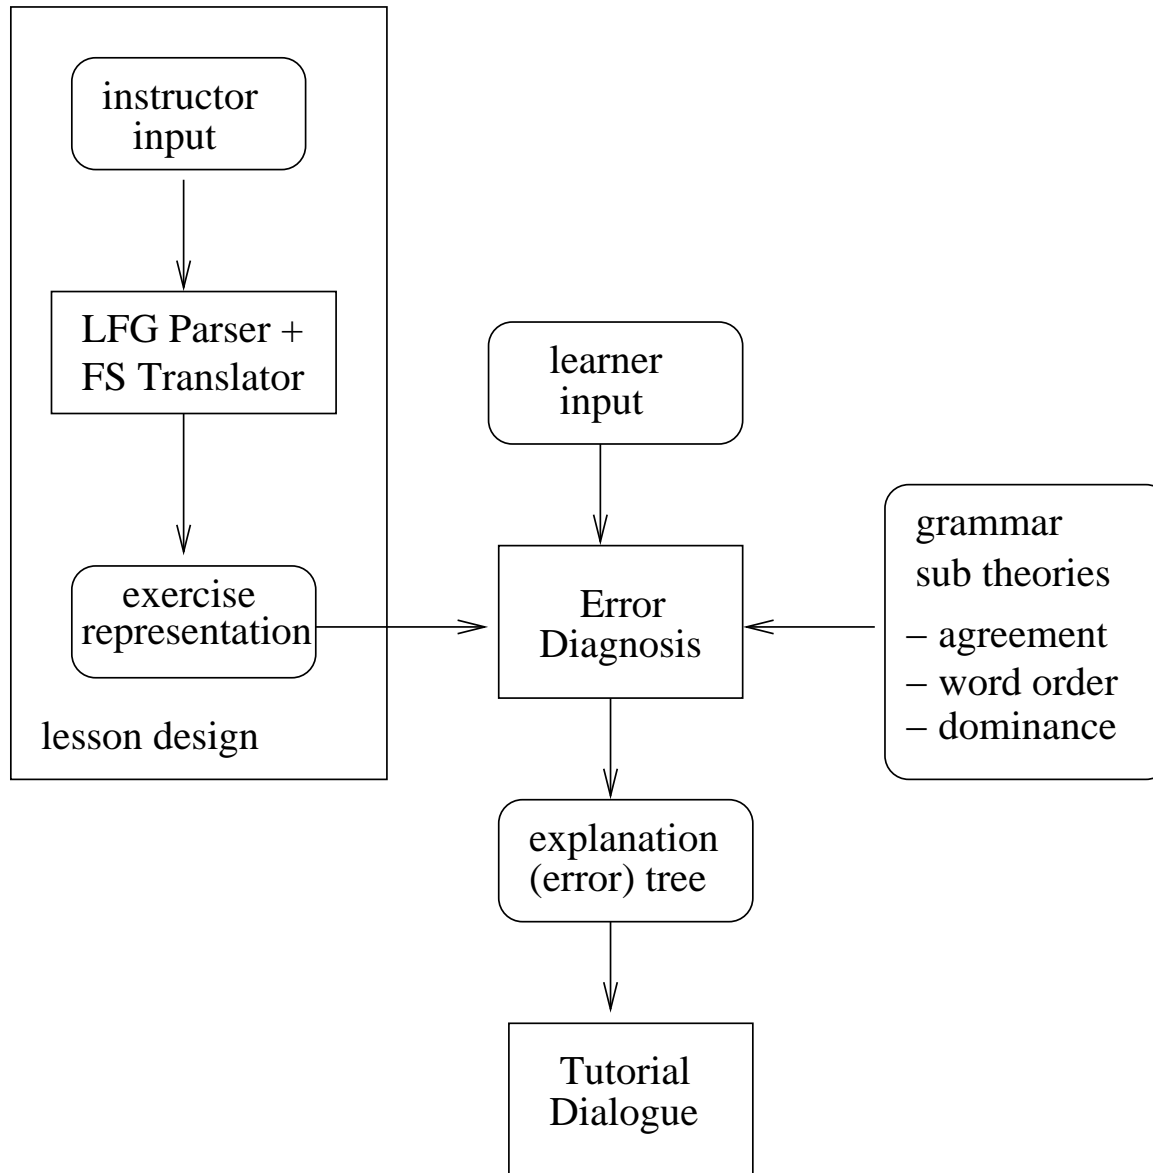 instructor
input
LFG Parser +
FS Translator
exercise
representation
lesson design
learner
input
Error
Diagnosis
explanation
(error) tree
Tutorial
Dialogue
grammar
sub theories
– agreement
– word order
– dominance